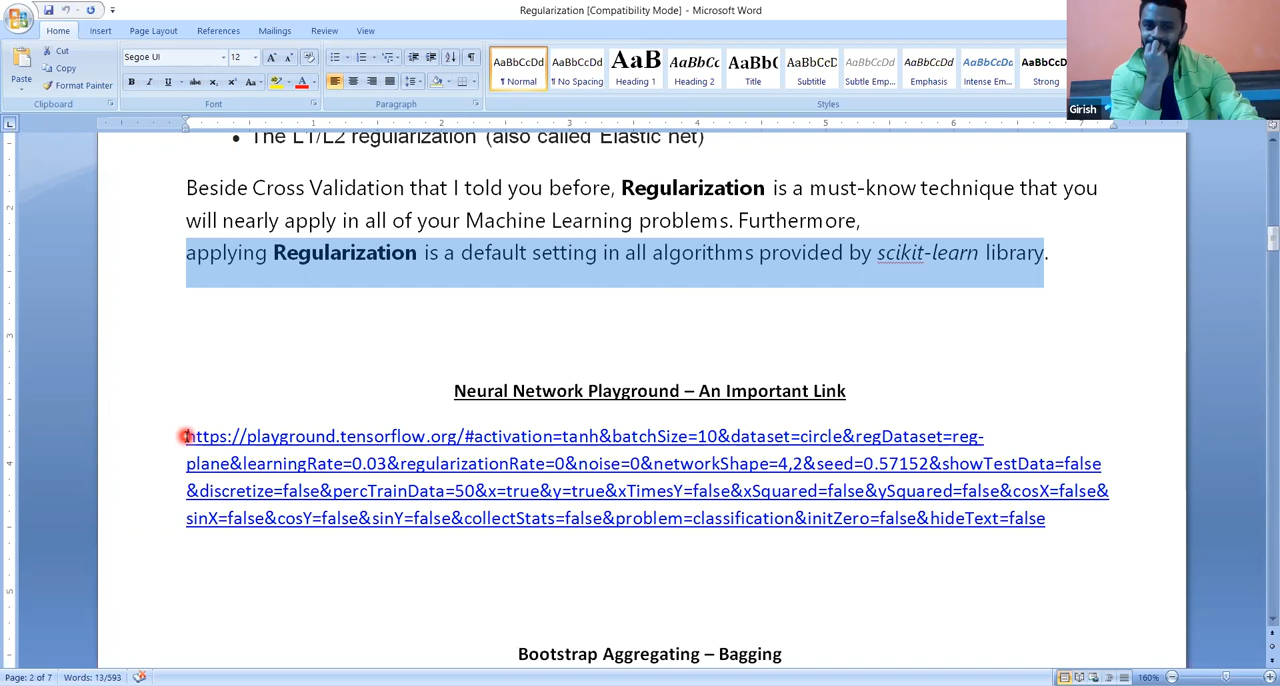 Regularization [Compatibility Mode] - Microsoft Word
Home Insert Page Layout References Mailings Review View
Paste
Cut
Copy
Format Painter
Clipboard
Segoe UI 12
Font
Paragraph
AaBbCcDd AaBbCcDd AaB AaBbCc AaBb( AaBbCcD AaBbCcDd AaBbCcDd AaBbCcDd AaBbCcDd
¶ Normal ¶ No Spacing Heading 1 Heading 2 Title Subtitle Subtle Emp... Emphasis Intense Em... Strong
Styles
Girish
• The L1/L2 regularization (also called Elastic net)
Beside Cross Validation that I told you before, Regularization is a must-know technique that you
will nearly apply in all of your Machine Learning problems. Furthermore,
applying Regularization is a default setting in all algorithms provided by scikit-learn library.
Neural Network Playground – An Important Link
https://playground.tensorflow.org/#activation=tanh&batchSize=10&dataset=circle&regDataset=reg-
plane&learningRate=0.03&regularizationRate=0&noise=0&networkShape=4,2&seed=0.57152&showTestData=false
&discretize=false&percTrainData=50&x=true&y=true&xTimesY=false&xSquared=false&ySquared=false&cosX=false&
sinX=false&cosY=false&sinY=false&collectStats=false&problem=classification&initZero=false&hideText=false
Bootstrap Aggregating – Bagging
Page: 2 of 7 Words: 13/593
160%